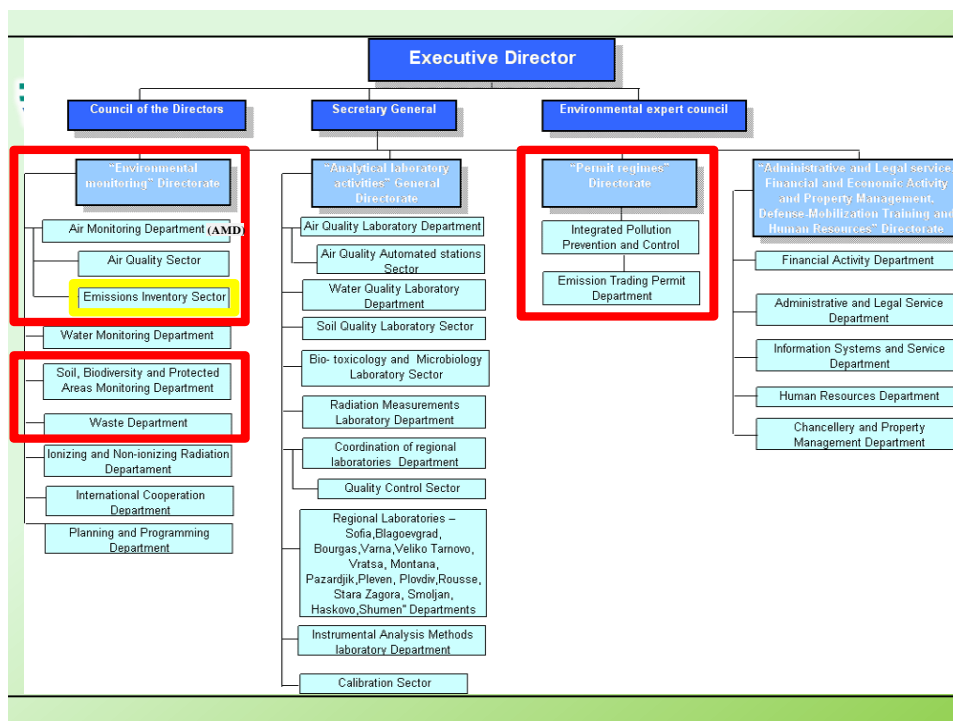 Executive Director
Council of the Directors
Secretary General
Environmental expert council
"Environmental
monitoring" Directorate
Air Monitoring Department (AMD)
Air Quality Sector
Emissions Inventory Sector
Water Monitoring Department
Soil, Biodiversity and Protected
Areas Monitoring Department
Waste Department
Ionizing and Non-ionizing Radiation
Departament
International Cooperation
Department
Planning and Programming
Department
"Analytical laboratory
activities" General
Directorate
Air Quality Laboratory Department
Air Quality Automated stations
Sector
Water Quality Laboratory
Department
Soil Quality Laboratory Sector
Bio- toxicology and Microbiology
Laboratory Sector
Radiation Measurements
Laboratory Department
Coordination of regional
laboratories Department
Quality Control Sector
Regional Laboratories –
Sofia,Blagoevgrad,
Bourgas,Varna,Veliko Tarnovo,
Vratsa, Montana,
Pazardjik,Pleven, Plovdiv,Rousse,
Stara Zagora, Smoljan,
Haskovo,Shumen" Departments
Instrumental Analysis Methods
laboratory Department
Calibration Sector
"Permit regimes"
Directorate
Integrated Pollution
Prevention and Control
Emission Trading Permit
Department
"Administrative and Legal service,
Financial and Economic Activity
and Property Management,
Defense-Mobilization Training and
Human Resources" Directorate
Financial Activity Department
Administrative and Legal Service
Department
Information Systems and Service
Department
Human Resources Department
Chancellery and Property
Management Department